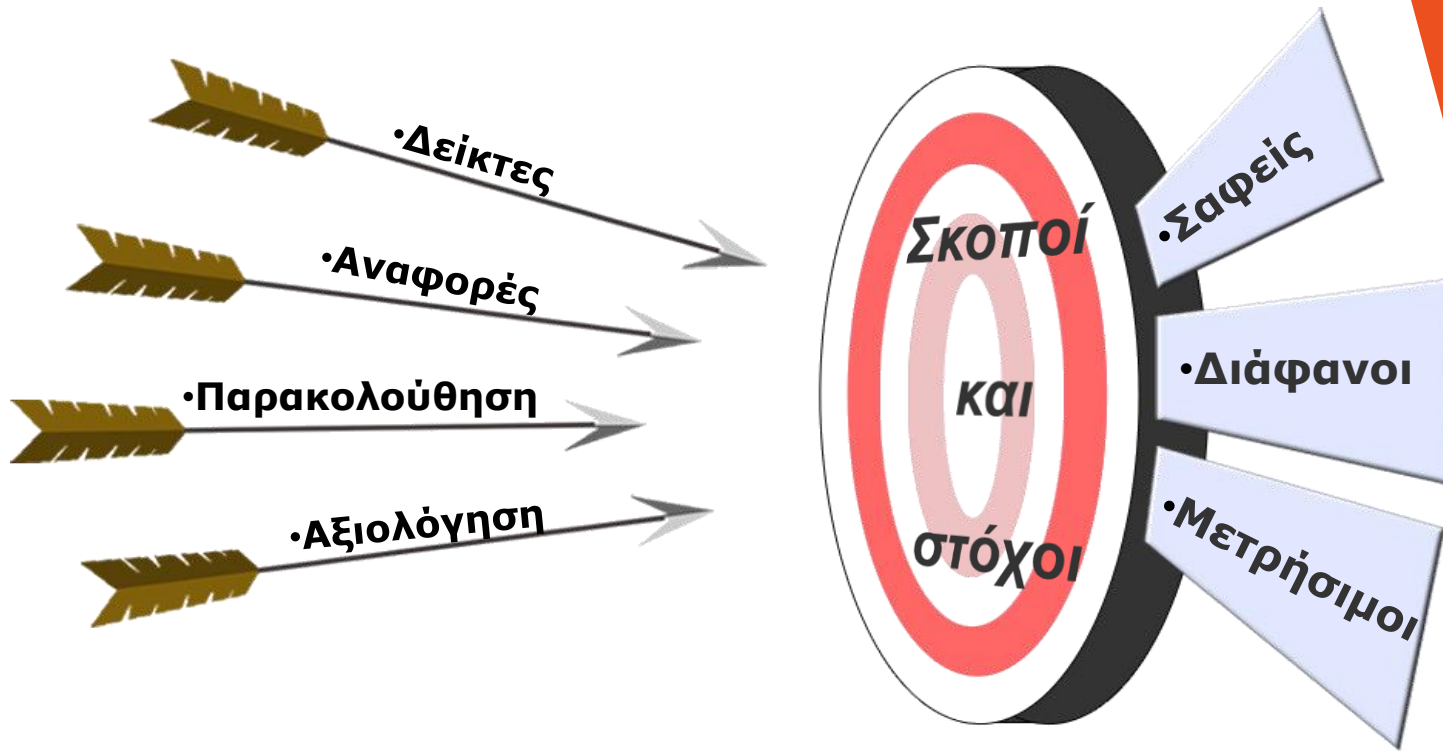 •Δείκτες
•Αναφορές
•Παρακολούθηση
•Αξιολόγηση
Σκοποί
και
στόχοι
•Σαφείς
•Διάφανοι
•Μετρήσιμοι